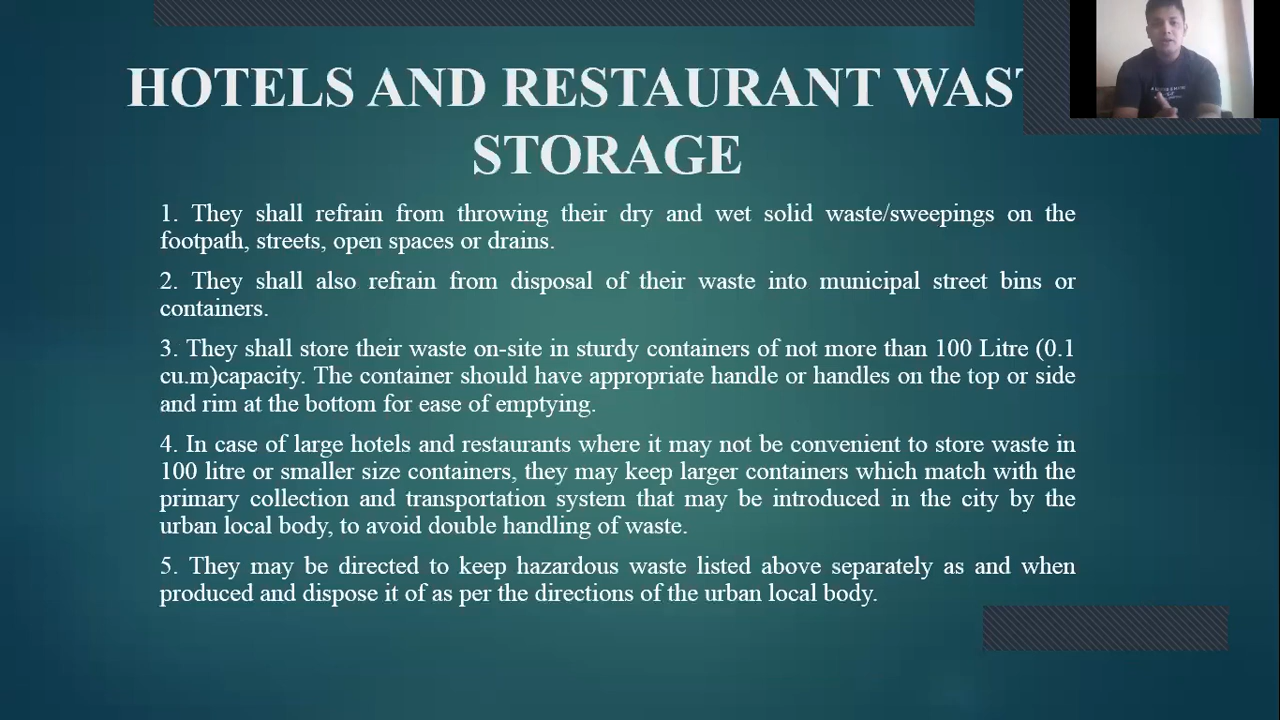 HOTELS AND RESTAURANT WAST
STORAGE
1. They shall refrain from throwing their dry and wet solid waste/sweepings on the
footpath, streets, open spaces or drains.
2. They shall also refrain from disposal of their waste into municipal street bins or
containers.
3. They shall store their waste on-site in sturdy containers of not more than 100 Litre (0.1
cu.m)capacity. The container should have appropriate handle or handles on the top or side
and rim at the bottom for ease of emptying.
4. In case of large hotels and restaurants where it may not be convenient to store waste in
100 litre or smaller size containers, they may keep larger containers which match with the
primary collection and transportation system that may be introduced in the city by the
urban local body, to avoid double handling of waste.
5. They may be directed to keep hazardous waste listed above separately as and when
produced and dispose it of as per the directions of the urban local body.